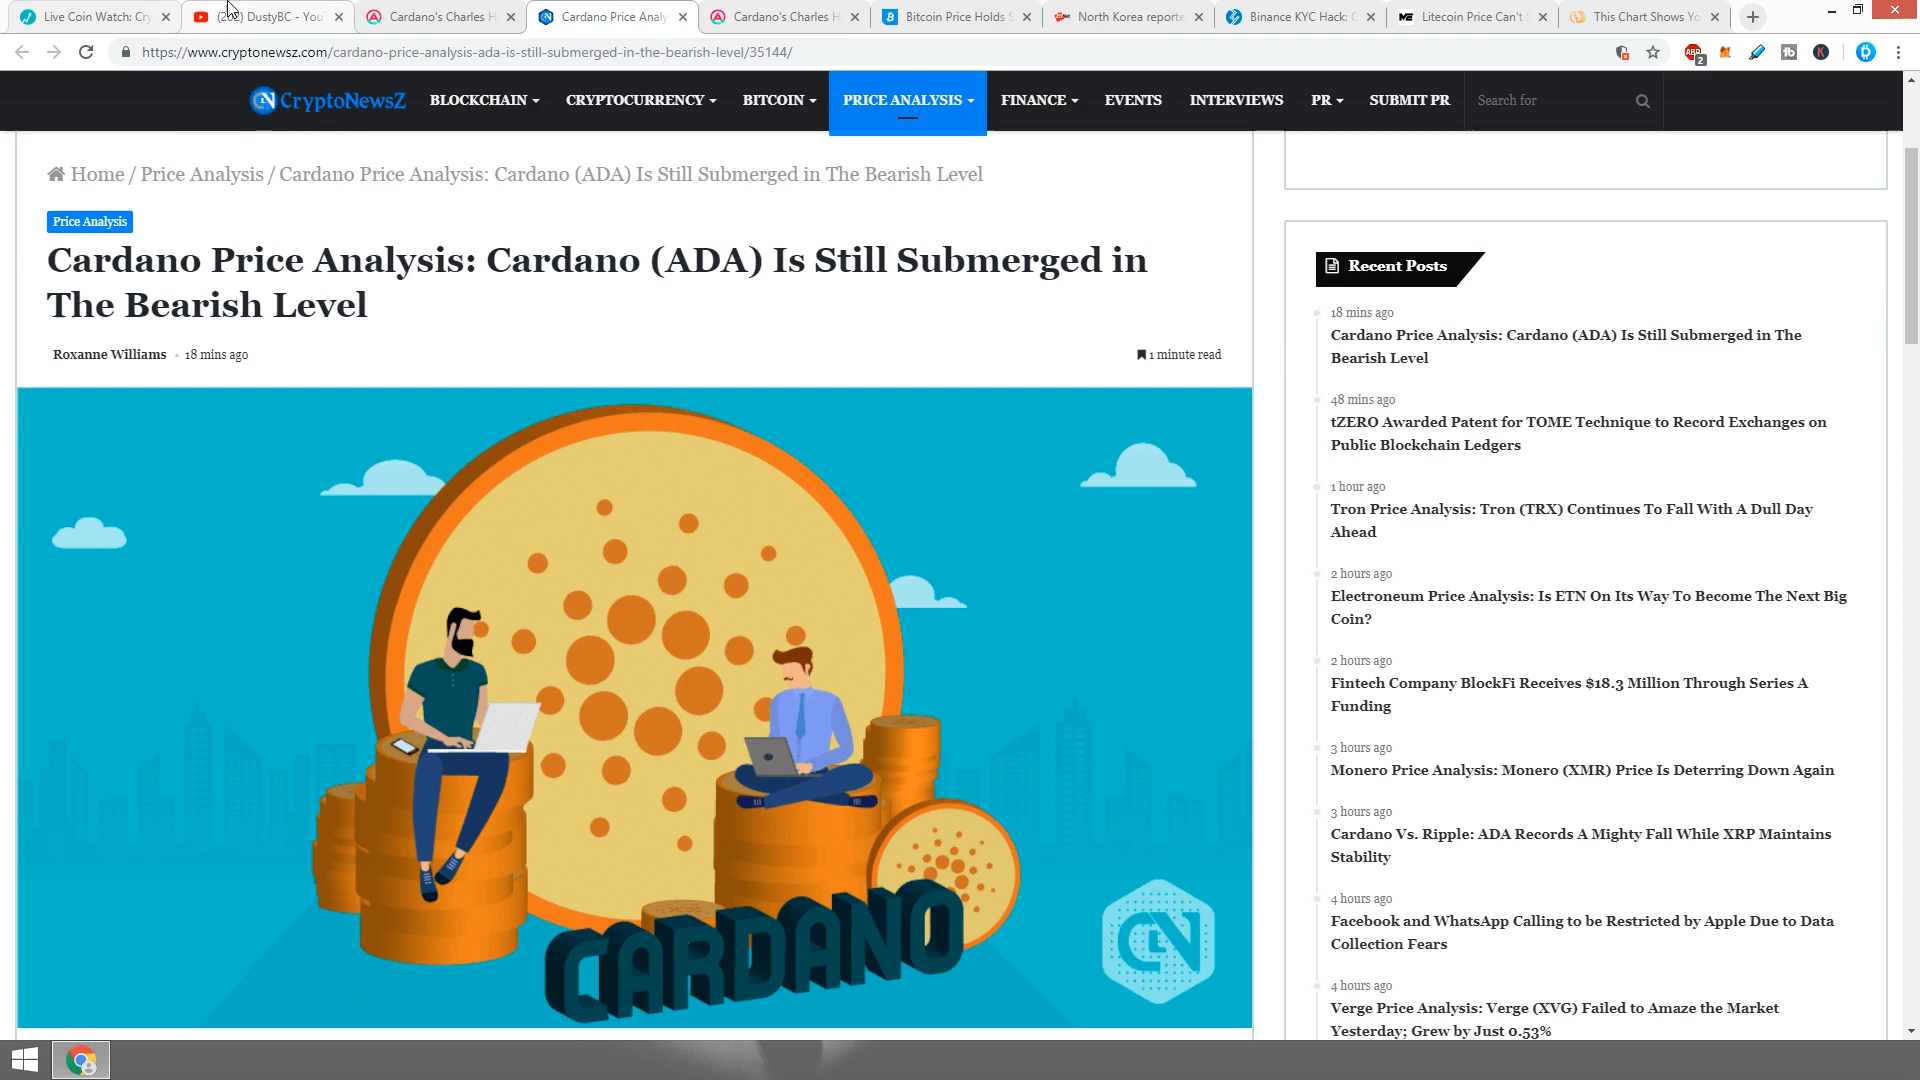 Live Coin Watch: Cry
DustyBC - You
Cardano's Charles H
Cardano Price Analy
Cardano's Charles H
Bitcoin Price Holds S
North Korea reporte
Binance KYC Hack: C
Litecoin Price Can't S
This Chart Shows Yo
https://www.cryptonewsz.com/cardano-price-analysis-ada-is-still-submerged-in-the-bearish-level/35144/
CryptoNewsZ BLOCKCHAIN CRYPTOCURRENCY BITCOIN PRICE ANALYSIS FINANCE EVENTS INTERVIEWS PR SUBMIT PR Search for
Home / Price Analysis / Cardano Price Analysis: Cardano (ADA) Is Still Submerged in The Bearish Level
Price Analysis
Cardano Price Analysis: Cardano (ADA) Is Still Submerged in
The Bearish Level
Roxanne Williams - 18 mins ago
1 minute read
CARDANO
Recent Posts
18 mins ago
Cardano Price Analysis: Cardano (ADA) Is Still Submerged in The
Bearish Level
48 mins ago
tZERO Awarded Patent for TOME Technique to Record Exchanges on
Public Blockchain Ledgers
1 hour ago
Tron Price Analysis: Tron (TRX) Continues To Fall With A Dull Day
Ahead
2 hours ago
Electroneum Price Analysis: Is ETN On Its Way To Become The Next Big
Coin?
2 hours ago
Fintech Company BlockFi Receives $18.3 Million Through Series A
Funding
3 hours ago
Monero Price Analysis: Monero (XMR) Price Is Deterring Down Again
3 hours ago
Cardano Vs. Ripple: ADA Records A Mighty Fall While XRP Maintains
Stability
4 hours ago
Facebook and WhatsApp Calling to be Restricted by Apple Due to Data
Collection Fears
4 hours ago
Verge Price Analysis: Verge (XVG) Failed to Amaze the Market
Yesterday; Grew by Just 0.53%